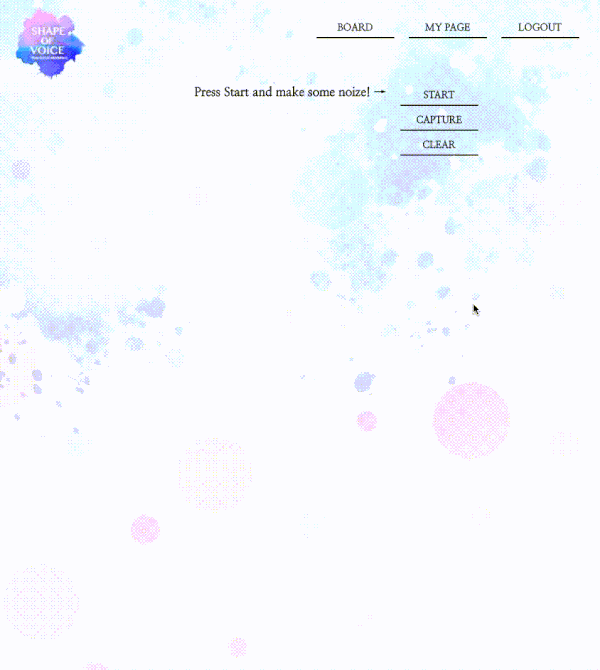 SHAPE
OF
VOICE
BOARD
MY PAGE
LOGOUT
Press Start and make some noize! →
START
CAPTURE
CLEAR